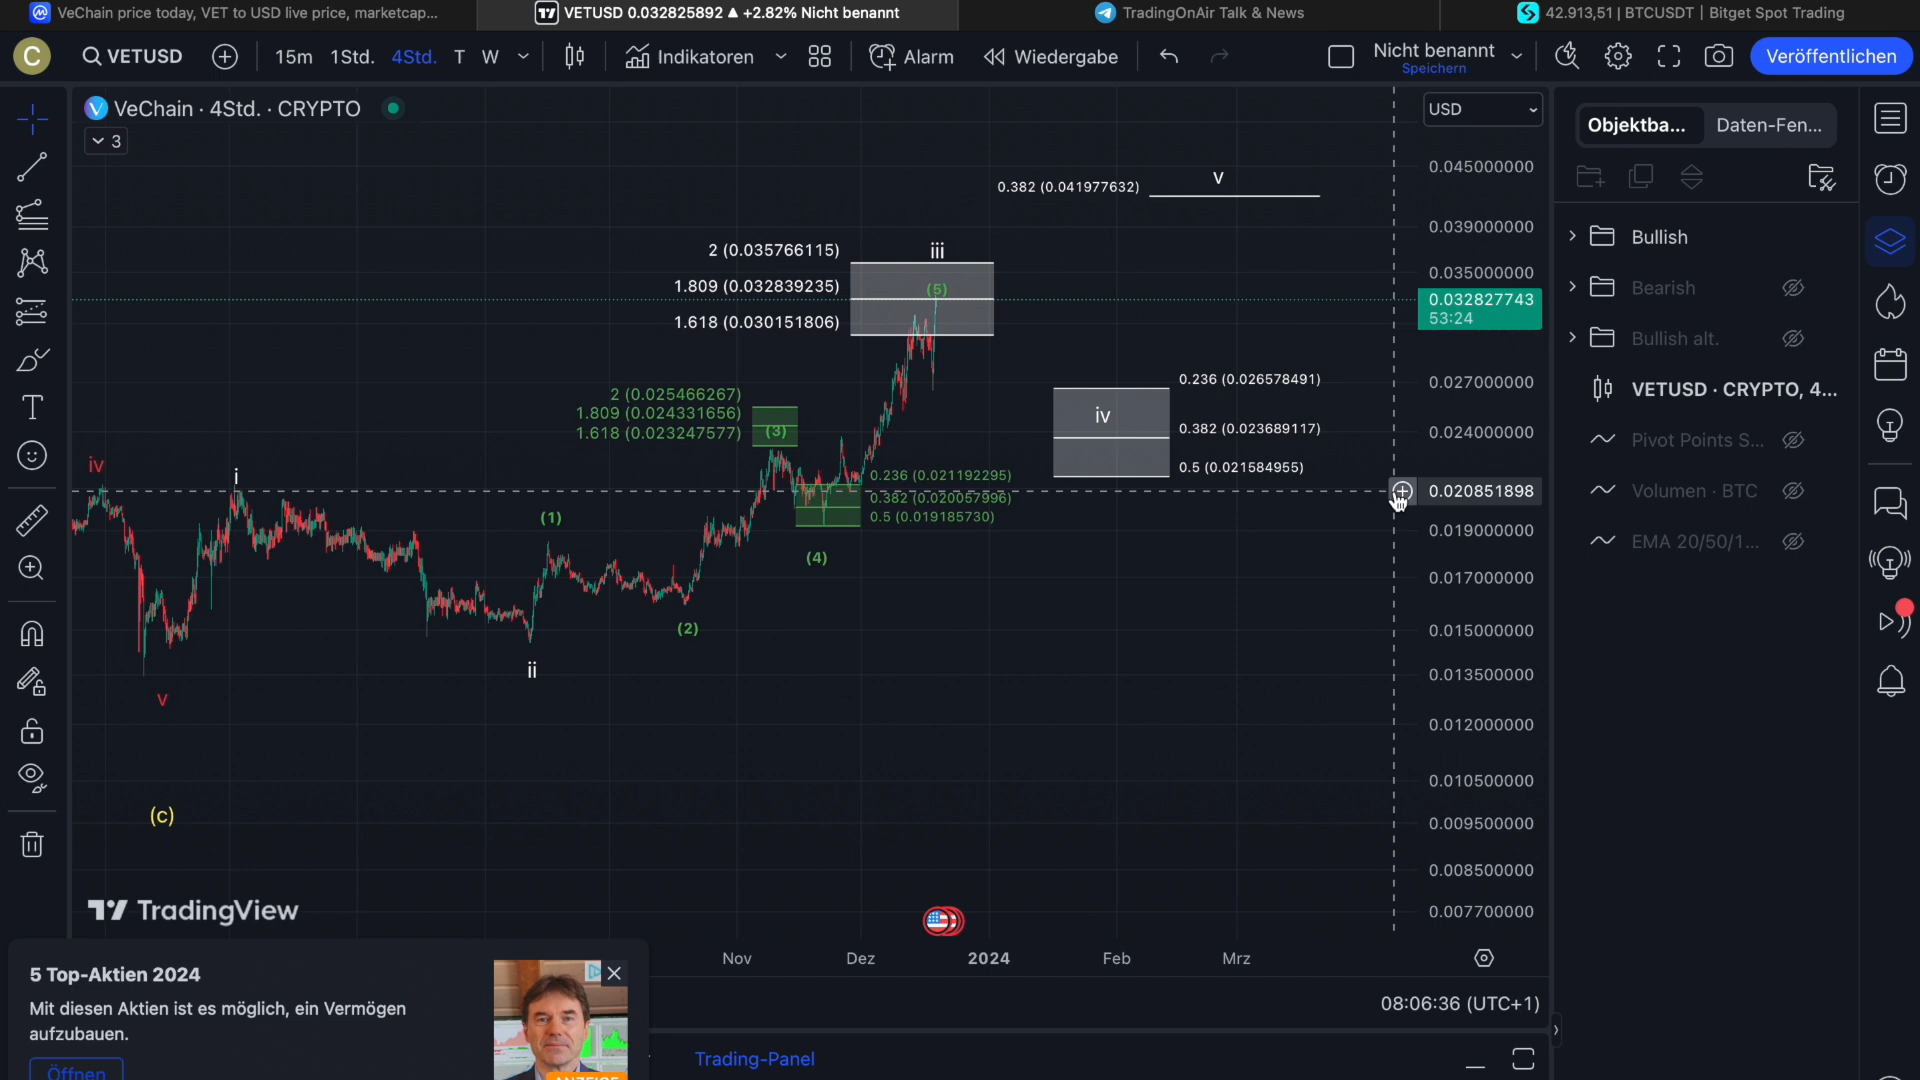 VeChain price today, VET to USD live price, marketcap...
VETUSD 0.032825892 ▲ +2.82% Nicht benannt
TradingOnAir Talk & News
42.913,51 | BTCUSDT | Bitget Spot Trading
C
VETUSD
15m 1Std. 4Std. T W
Indikatoren
Alarm
Wiedergabe
Nicht benannt
Speichern
Veröffentlichen
VeChain · 4Std. · CRYPTO
3
USD
Objektba...
Daten-Fen...
Bullish
Bearish
Bullish alt.
VETUSD · CRYPTO, 4...
Pivot Points S...
Volumen · BTC
EMA 20/50/1...
0.045000000
0.039000000
0.035000000
0.032827743
53:24
0.027000000
0.024000000
0.020851898
0.019000000
0.017000000
0.015000000
0.013500000
0.012000000
0.010500000
0.009500000
0.008500000
0.007700000
0.382 (0.041977632)
v
2 (0.035766115)
iii
1.809 (0.032839235)
(5)
1.618 (0.030151806)
0.236 (0.026578491)
iv
0.382 (0.023689117)
0.5 (0.021584955)
2 (0.025466267)
1.809 (0.024331656)
1.618 (0.023247577)
(3)
0.236 (0.021192295)
0.382 (0.020057996)
0.5 (0.019185730)
iv
i
(1)
(4)
(2)
ii
v
(c)
TradingView
Nov
Dez
2024
Feb
Mrz
08:06:36 (UTC+1)
Trading-Panel
5 Top-Aktien 2024
Mit diesen Aktien ist es möglich, ein Vermögen
aufzubauen.
Öffnen
ANZEIGE